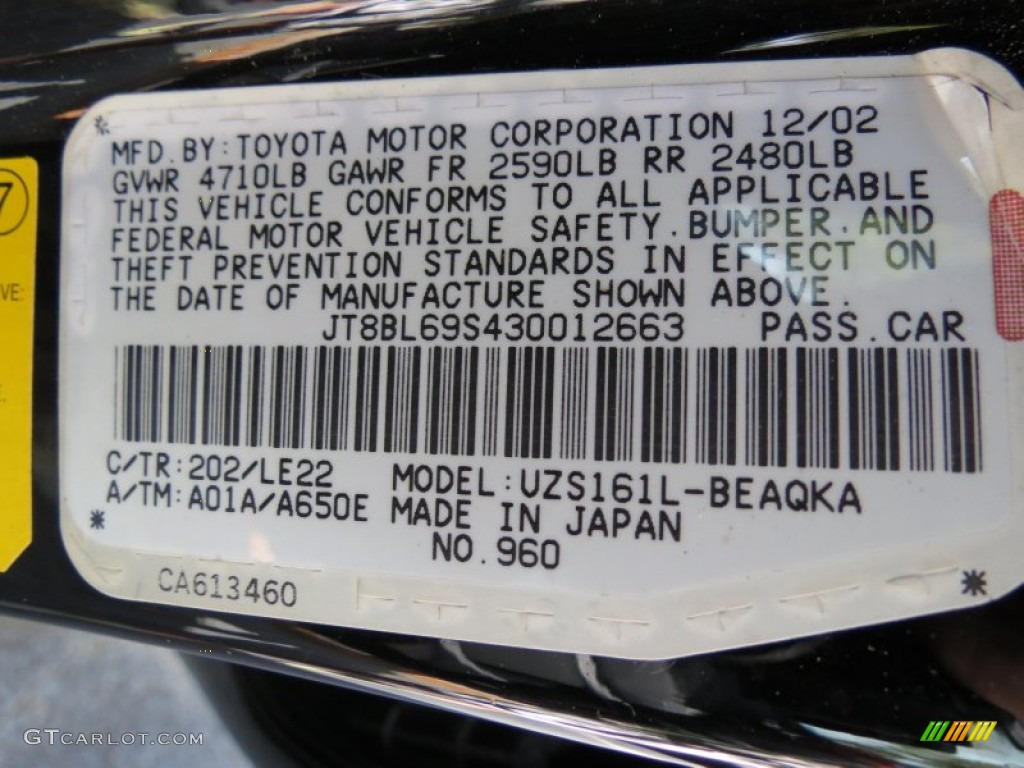 MFD. BY: TOYOTA MOTOR CORPORATION 12/02
GVWR 4710LB GAWR FR 2590LB RR 2480LB
THIS VEHICLE CONFORMS TO ALL APPLICABLE
FEDERAL MOTOR VEHICLE SAFETY. BUMPER. AND
THEFT PREVENTION STANDARDS IN EFFECT ON
THE DATE OF MANUFACTURE SHOWN ABOVE.
JT8BL69S430012663 PASS. CAR
C/TR: 202/LE22 MODEL: UZS161L-BEAQKA
A/TM: A01A/A650E MADE IN JAPAN
NO. 960
CA613460
7
VE:
GTCARLOT.COM